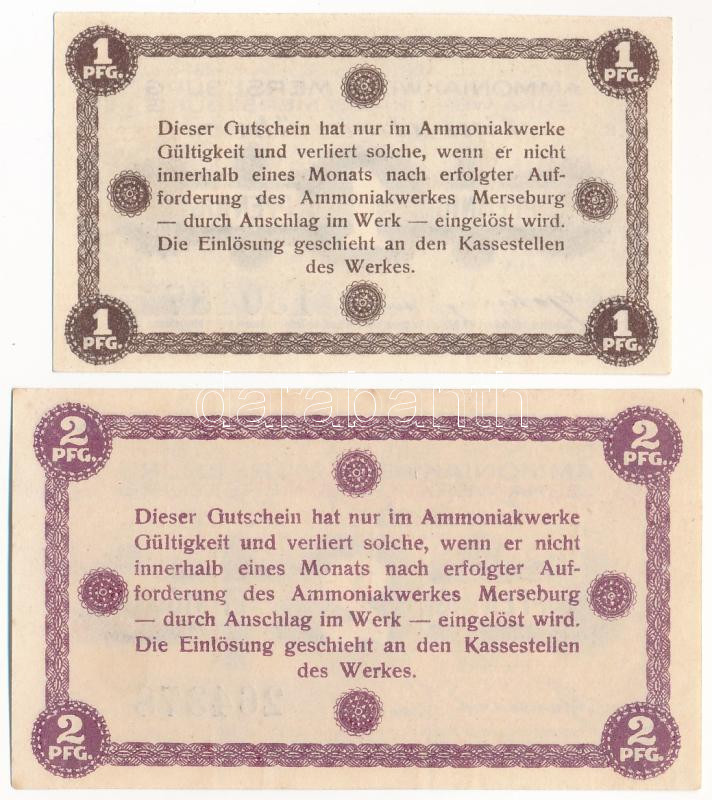 1 PFG. 1 PFG.
Dieser Gutschein hat nur im Ammoniakwerke
Gültigkeit und verliert solche, wenn er nicht
innerhalb eines Monats nach erfolgter Auf-
forderung des Ammoniakwerkes Merseburg
— durch Anschlag im Werk — eingelöst wird.
Die Einlösung geschieht an den Kassestellen
des Werkes.
1 PFG. 1 PFG.
darabanth
2 PFG. 2 PFG.
Dieser Gutschein hat nur im Ammoniakwerke
Gültigkeit und verliert solche, wenn er nicht
innerhalb eines Monats nach erfolgter Auf-
forderung des Ammoniakwerkes Merseburg
— durch Anschlag im Werk — eingelöst wird.
Die Einlösung geschieht an den Kassestellen
des Werkes.
2 PFG. 2 PFG.